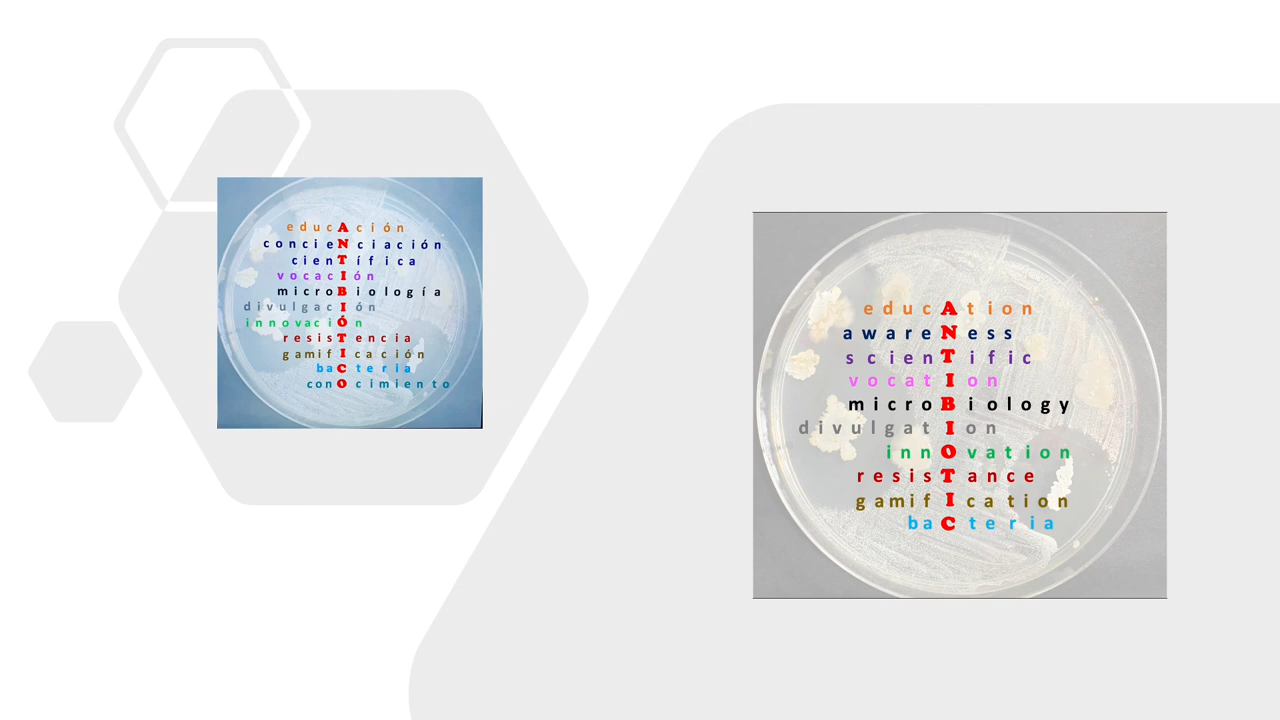 educAción
concieNciación
cienTífica
vocacIón
microBiología
divulgacIón
innovaciÓn
resisTencia
gamifIcación
baCteria
conOcimiento
educAtion
awareNess
scienTific
vocatIon
microBiology
divulgatIon
innOvation
resisTance
gamifIcation
baCteria